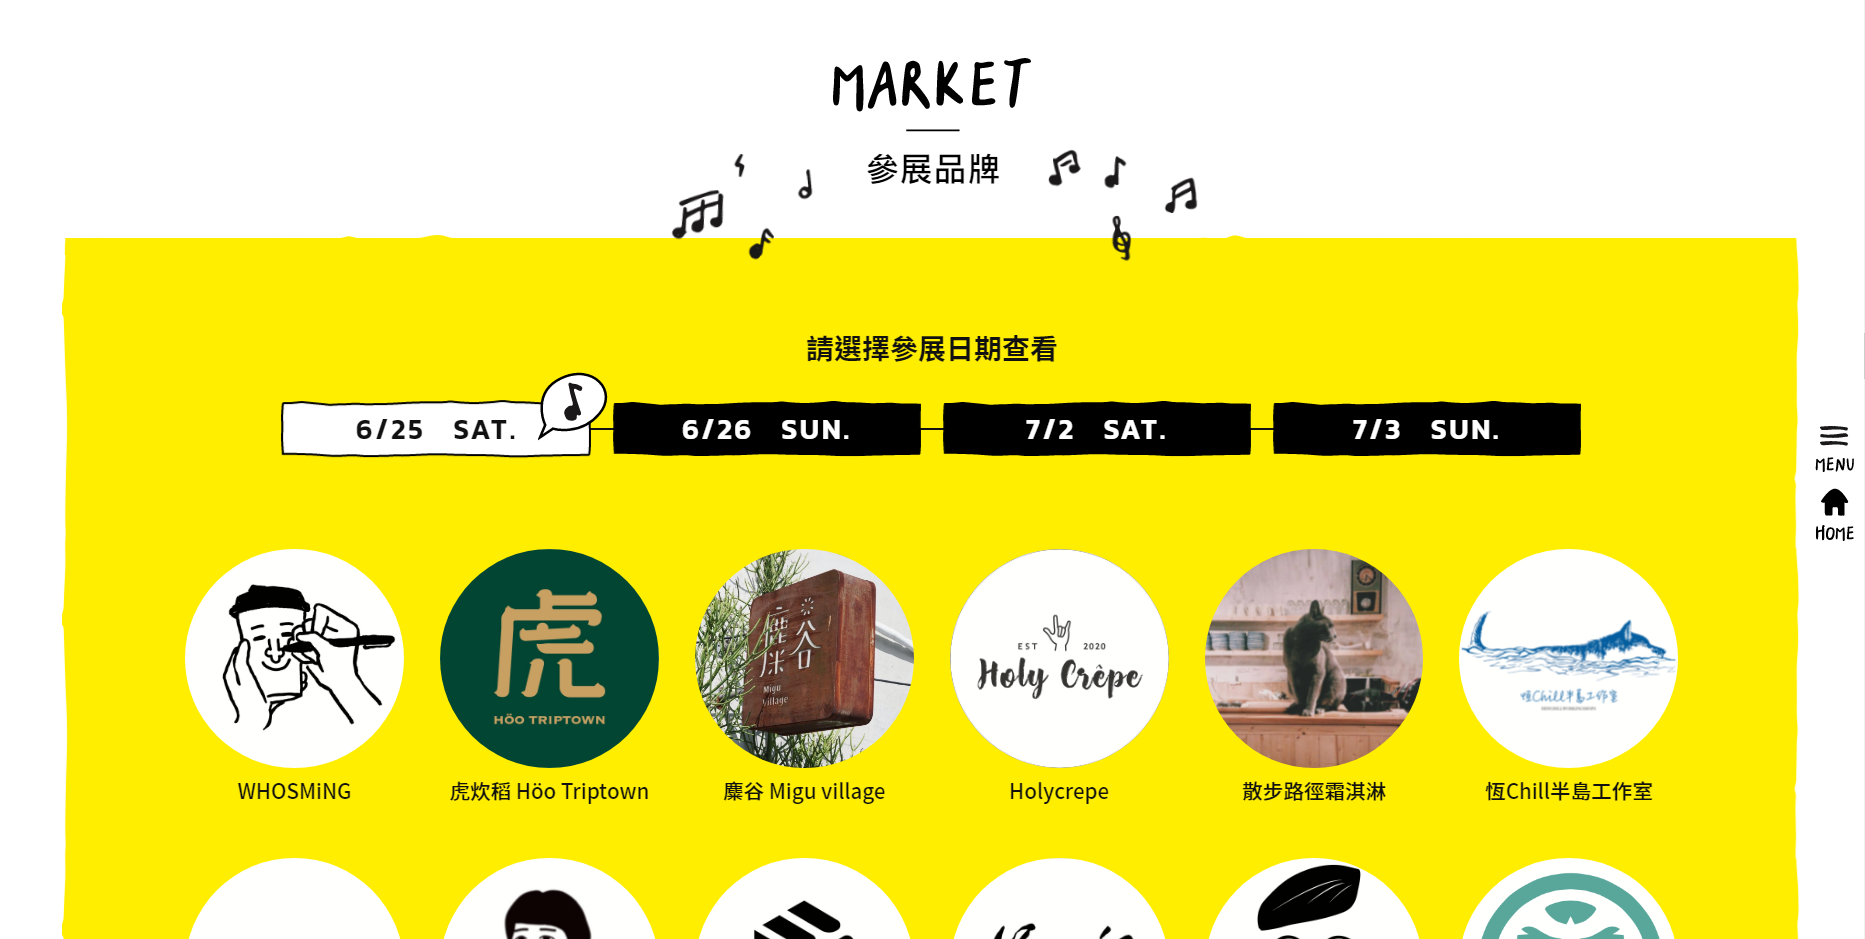 MARKET
參展品牌
請選擇參展日期查看
6/25 SAT.
6/26 SUN.
7/2 SAT.
7/3 SUN.
MENU
HOME
虎
HÖO TRIPTOWN
麋谷
Migu
Village
EST 2020
Holy Crêpe
恆Chill半島工作室
WHOSMiNG
虎炊稻 Höo Triptown
麋谷 Migu village
Holycrepe
散步路徑霜淇淋
恆Chill半島工作室